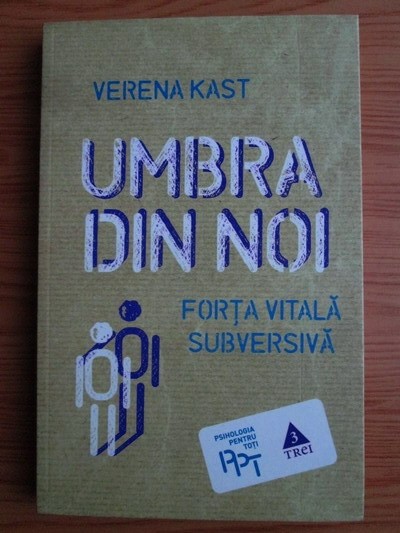 VERENA KAST
UMBRA
DIN NOI
FORȚA VITALĂ
SUBVERSIVĂ
PSIHOLOGIA
PENTRU
TOȚI
PPT
3
TREI